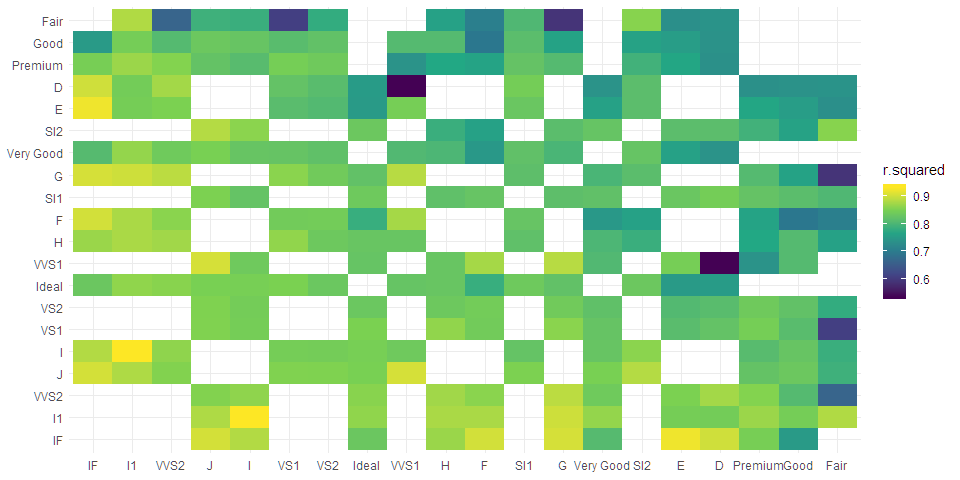 Fair
Good
Premium
D
E
SI2
Very Good
G
SI1
F
H
VVS1
Ideal
VS2
VS1
I
J
VVS2
I1
IF
IF I1 VVS2 J I VS1 VS2 Ideal VVS1 H F SI1 G Very Good SI2 E D Premium Good Fair
r.squared
0.9
0.8
0.7
0.6